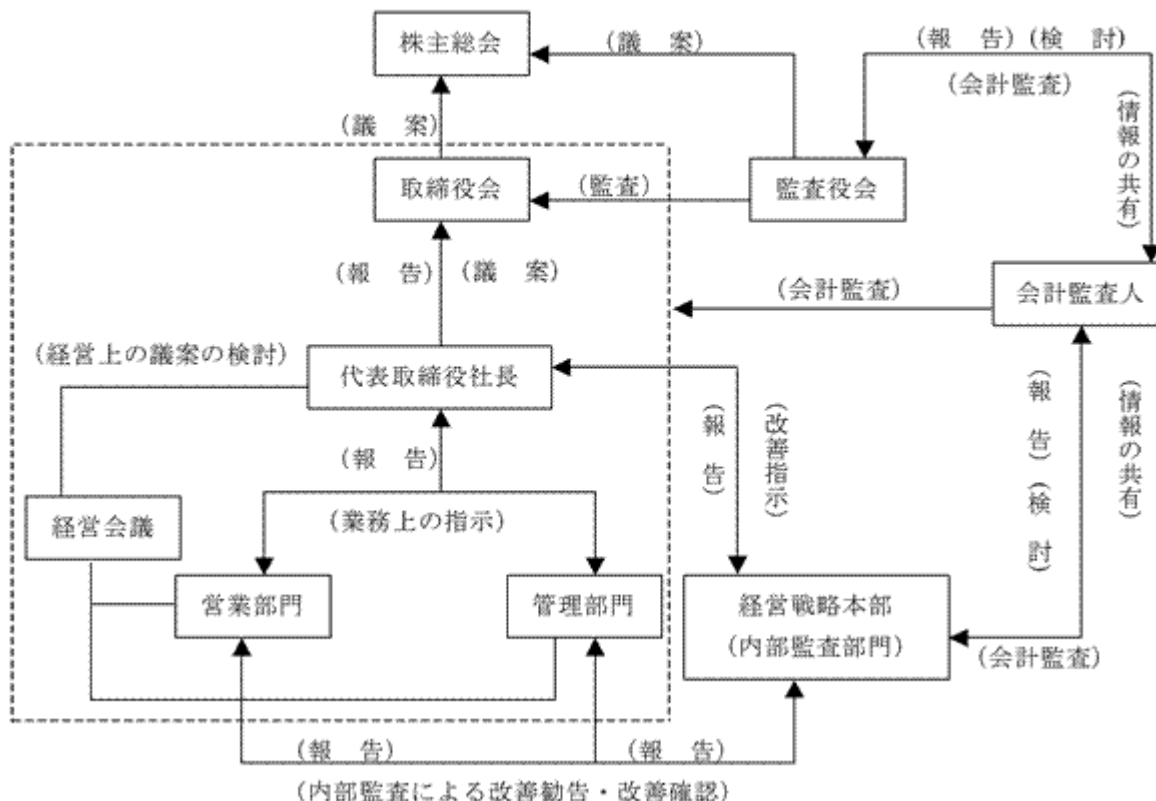 株主総会
(議 案)
(報 告)(検 討)
(会計監査)
(情報の共有)
(議 案)
取締役会
(監査)
監査役会
(報 告)
(議 案)
(会計監査)
会計監査人
(経営上の議案の検討)
代表取締役社長
(報 告)
(改善指示)
(報 告)(検 討)
(情報の共有)
(報 告)
経営会議
(業務上の指示)
営業部門
管理部門
経営戦略本部
(内部監査部門)
(会計監査)
(報 告)
(報 告)
(内部監査による改善勧告・改善確認)